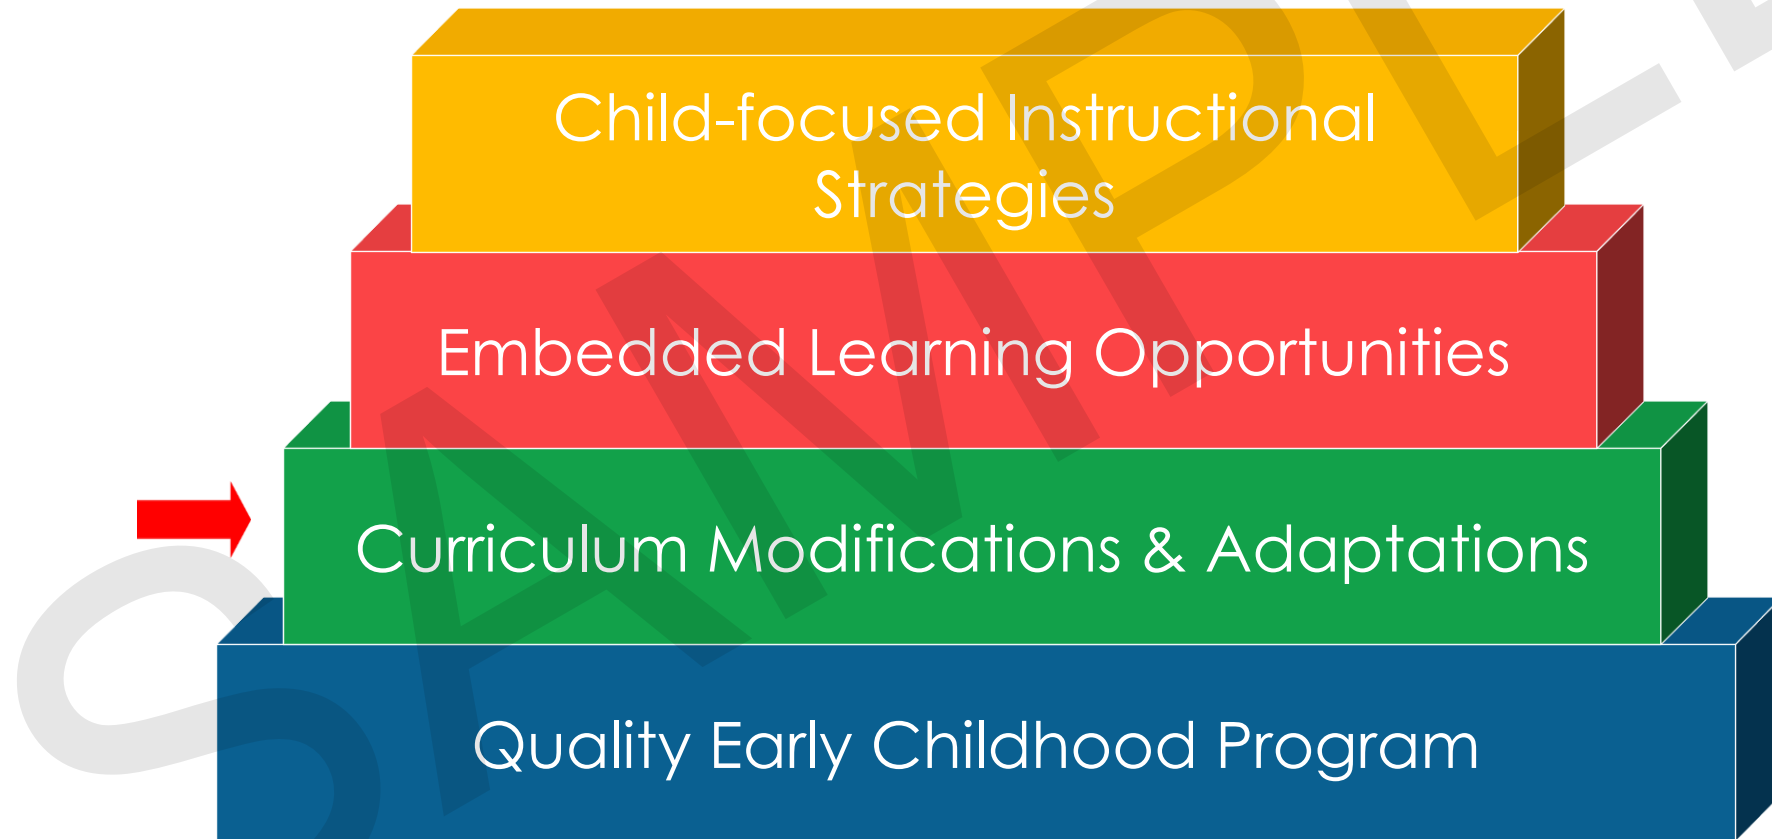 Child-focused Instructional
Strategies
Embedded Learning Opportunities
Curriculum Modifications & Adaptations
Quality Early Childhood Program
SAMPLE